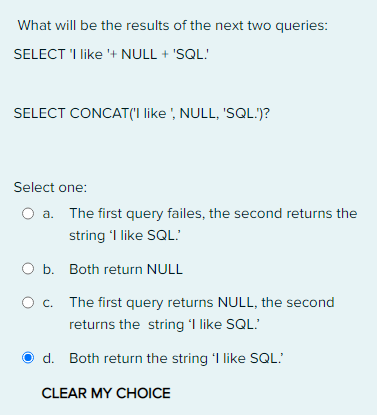 What will be the results of the next two queries:
SELECT 'I like '+ NULL + 'SQL.'
SELECT CONCAT('I like ', NULL, 'SQL.')?
Select one:
a. The first query failes, the second returns the
string ‘I like SQL.’
b. Both return NULL
c. The first query returns NULL, the second
returns the string ‘I like SQL.’
d. Both return the string ‘I like SQL.’
CLEAR MY CHOICE